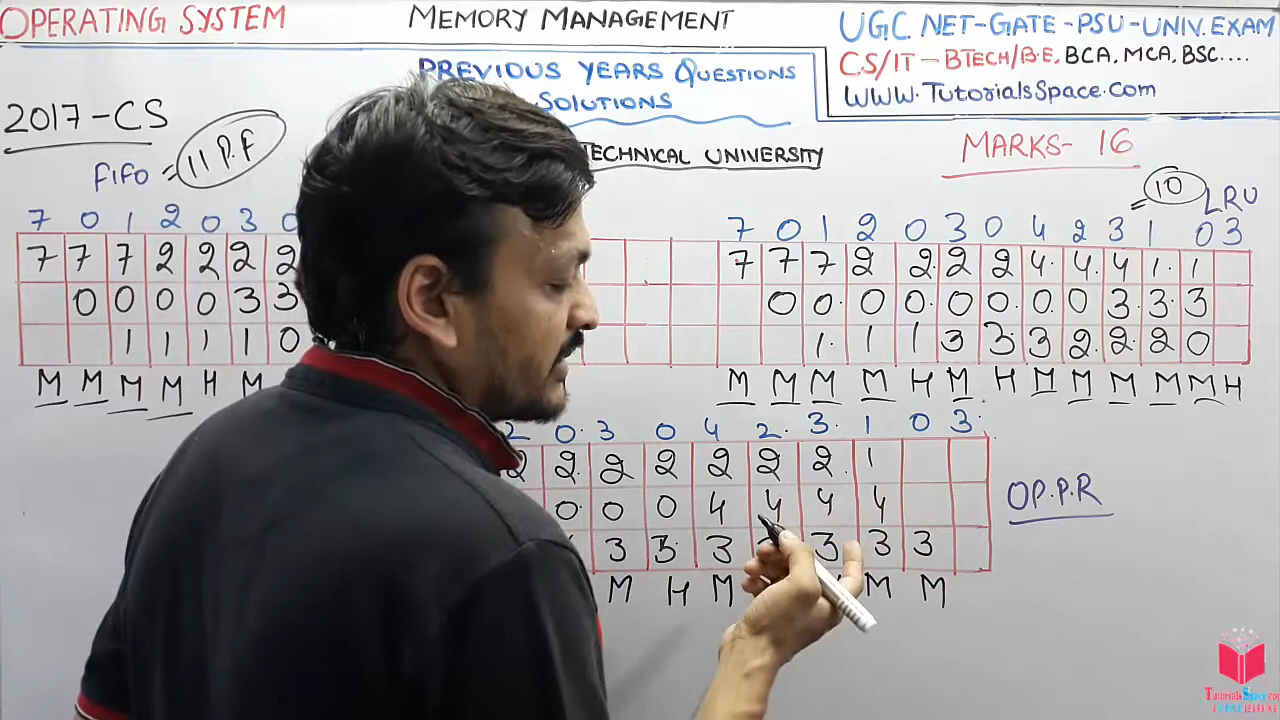 OPERATING SYSTEM
MEMORY MANAGEMENT
UGC NET-GATE-PSU-UNIV.EXAM
CS/IT - BTECH/B.E, BCA, MCA, BSC....
WWW.TutorialsSpace.com
PREVIOUS YEARS QUESTIONS
SOLUTIONS
2017-CS
TECHNICAL UNIVERSITY
MARKS- 16
FIFO = 11 P.F
= 10 LRU
7 0 1 2 0 3 0
7 7 7 2 2 2 2
0 0 0 0 3 3
1 1 1 1 0
M M M M H M
7 0 1 2 0 3 0 4 2 3 1 0 3
7 7 7 2 2 2 2 4 4 4 1 1
0 0 0 0 0 0 0 0 3 3 3
1 1 1 3 3 3 2 2 2 0
M M M M H M H M M M M M H
2 0 3 0 4 2 3 1 0 3
2 2 2 2 2 2 2 1
0 0 0 4 4 4 4
3 3 3 3 3 3
M H M M M
OP.P.R
TutorialsSpace.com